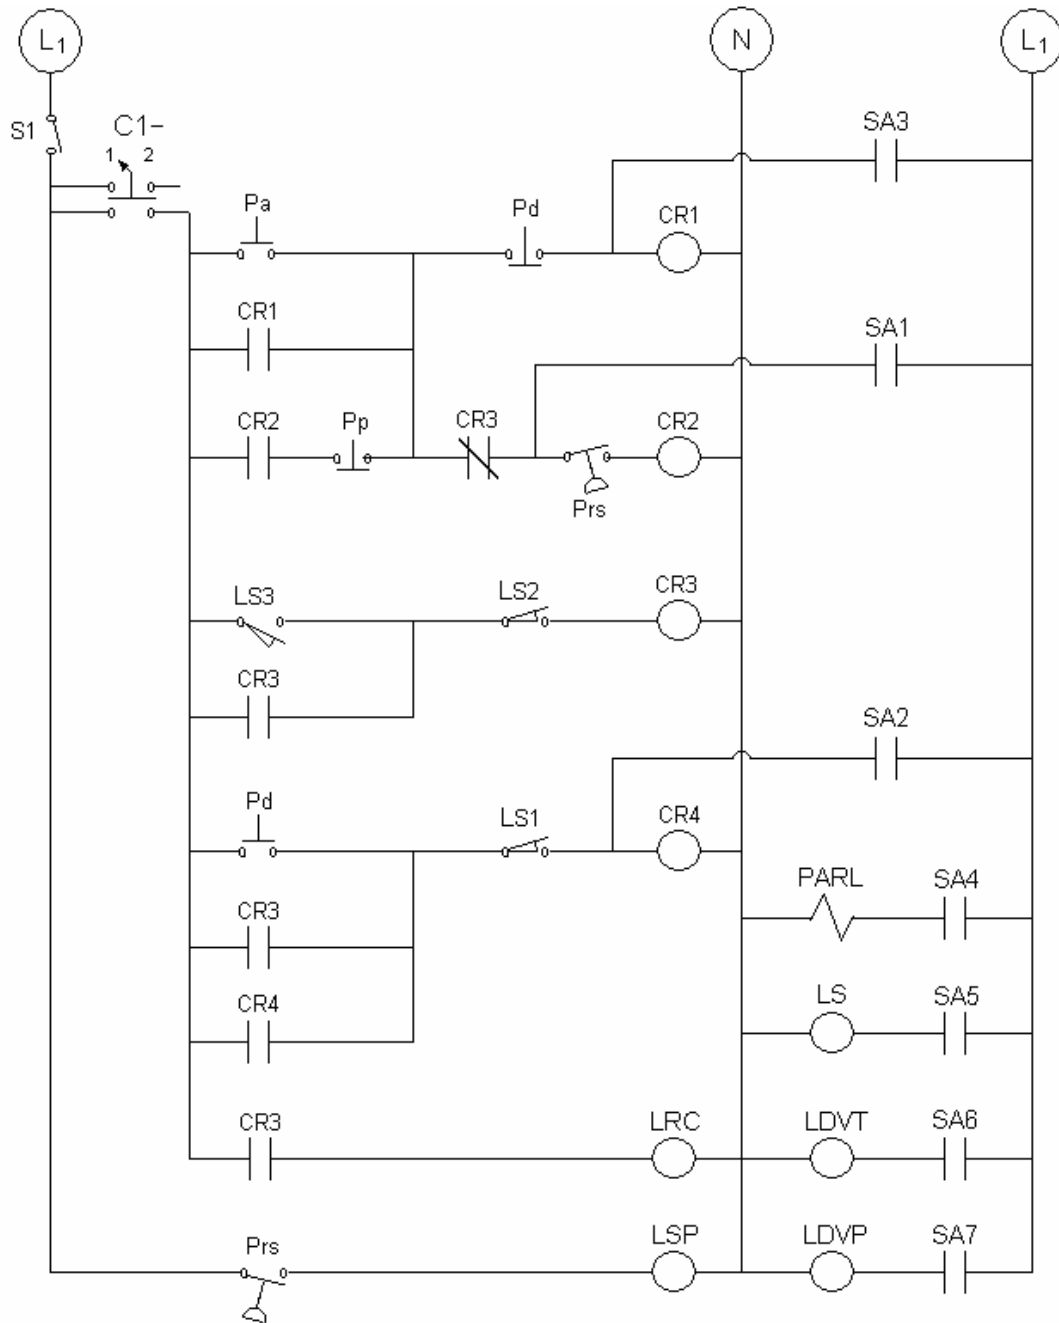 L1 N L1
SA3
S1 C1-
1 2
Pa Pd CR1
CR1 SA1
CR2 Pp CR3 CR2
Prs
LS3 LS2 CR3
CR3 SA2
Pd LS1 CR4
PARL SA4
CR3
CR4 LS SA5
CR3 LRC LDVT SA6
Prs LSP LDVP SA7